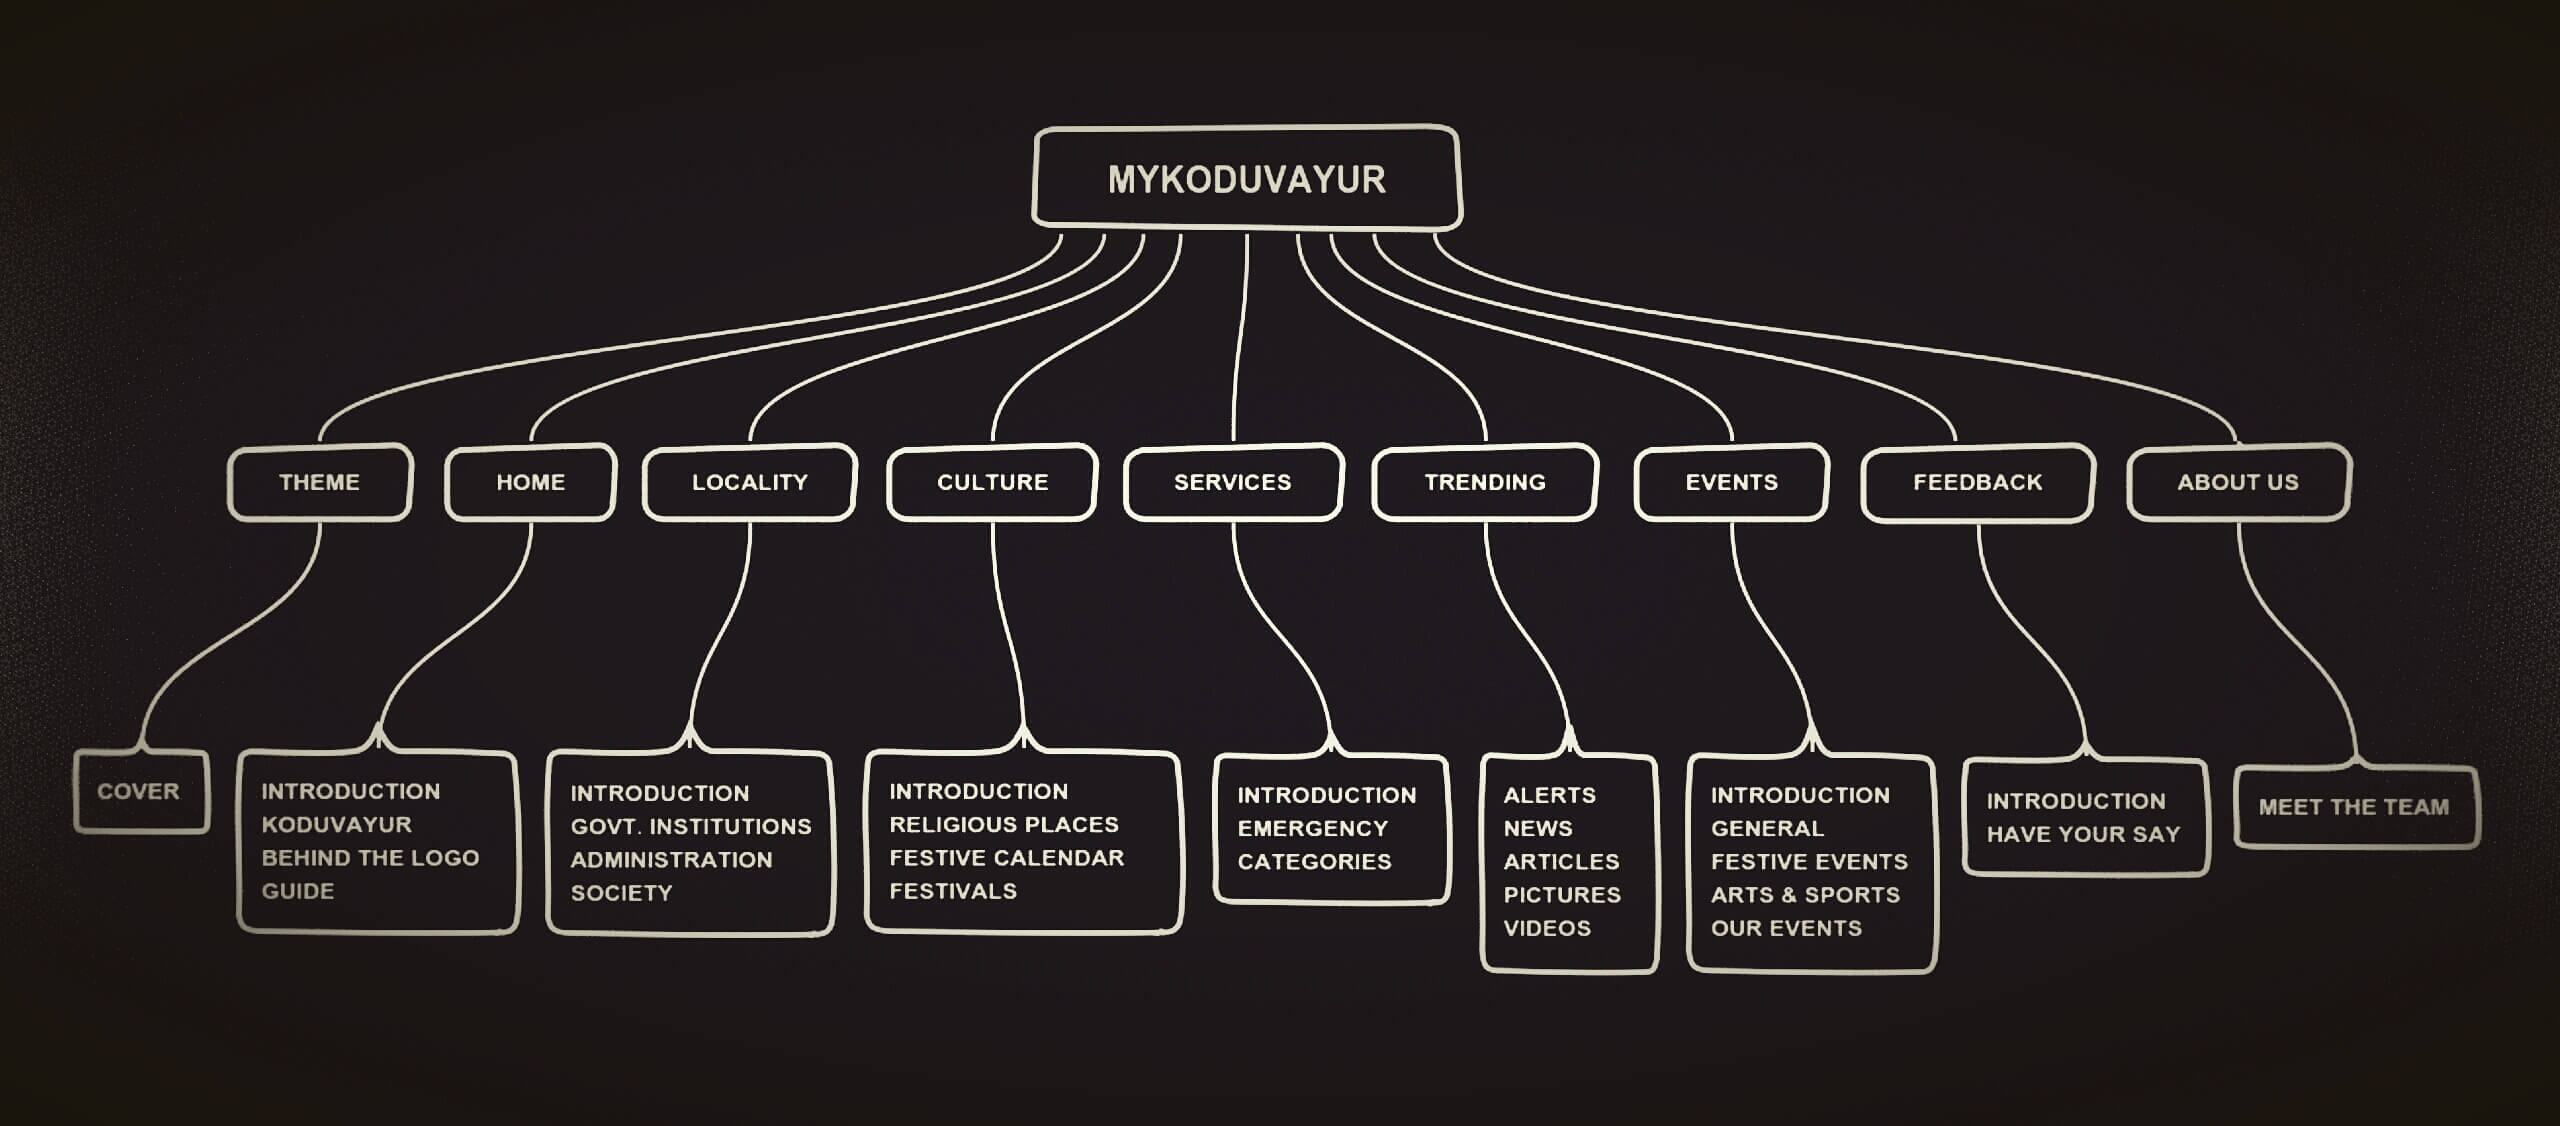 MYKODUVAYUR
THEME
HOME
LOCALITY
CULTURE
SERVICES
TRENDING
EVENTS
FEEDBACK
ABOUT US
COVER
INTRODUCTION
KODUVAYUR
BEHIND THE LOGO
GUIDE
INTRODUCTION
GOVT. INSTITUTIONS
ADMINISTRATION
SOCIETY
INTRODUCTION
RELIGIOUS PLACES
FESTIVE CALENDAR
FESTIVALS
INTRODUCTION
EMERGENCY
CATEGORIES
ALERTS
NEWS
ARTICLES
PICTURES
VIDEOS
INTRODUCTION
GENERAL
FESTIVE EVENTS
ARTS & SPORTS
OUR EVENTS
INTRODUCTION
HAVE YOUR SAY
MEET THE TEAM